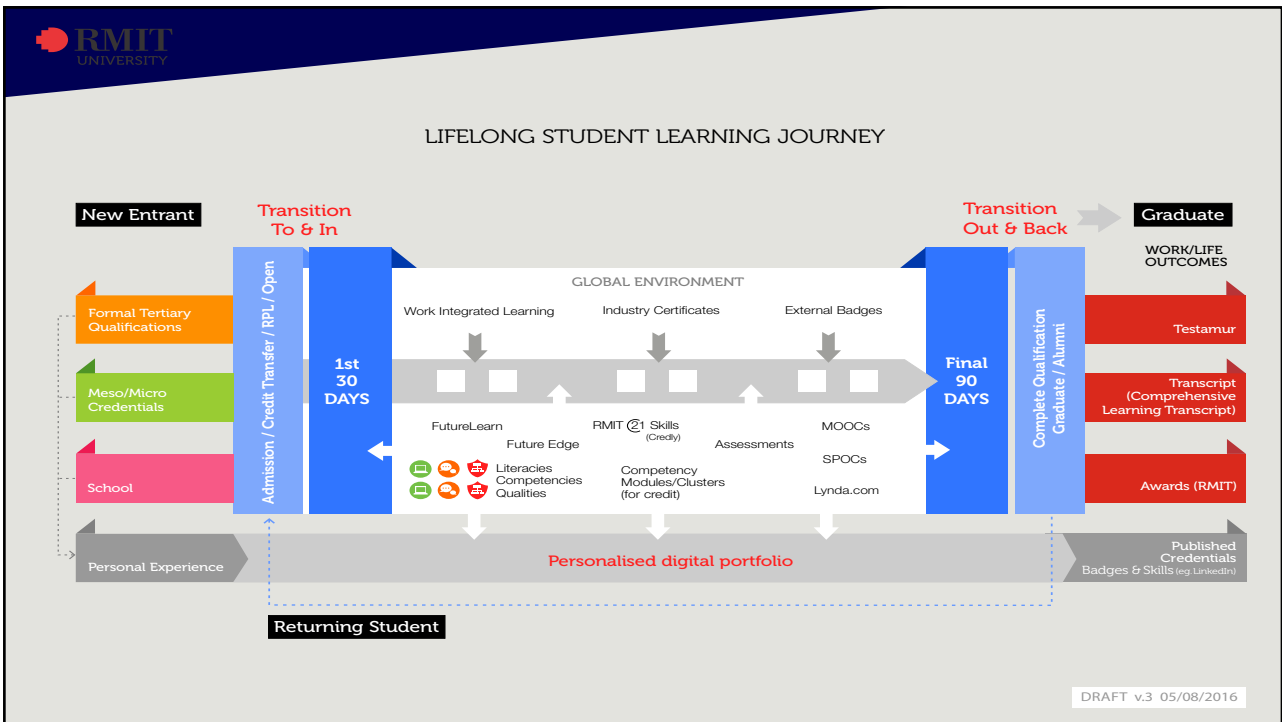 RMIT
UNIVERSITY
LIFELONG STUDENT LEARNING JOURNEY
New Entrant
Transition
To & In
Transition
Out & Back
Graduate
WORK/LIFE
OUTCOMES
Formal Tertiary
Qualifications
Meso/Micro
Credentials
School
Personal Experience
Admission / Credit Transfer / RPL / Open
1st
30
DAYS
GLOBAL ENVIRONMENT
Work Integrated Learning
Industry Certificates
External Badges
FutureLearn
RMIT 21 Skills
(Credly)
MOOCs
Future Edge
Assessments
SPOCs
Literacies
Competencies
Qualities
Competency
Modules/Clusters
(for credit)
Lynda.com
Final
90
DAYS
Complete Qualification
Graduate / Alumni
Testamur
Transcript
(Comprehensive
Learning Transcript)
Awards (RMIT)
Published
Credentials
Badges & Skills (eg.LinkedIn)
Personalised digital portfolio
Returning Student
DRAFT v.3 05/08/2016